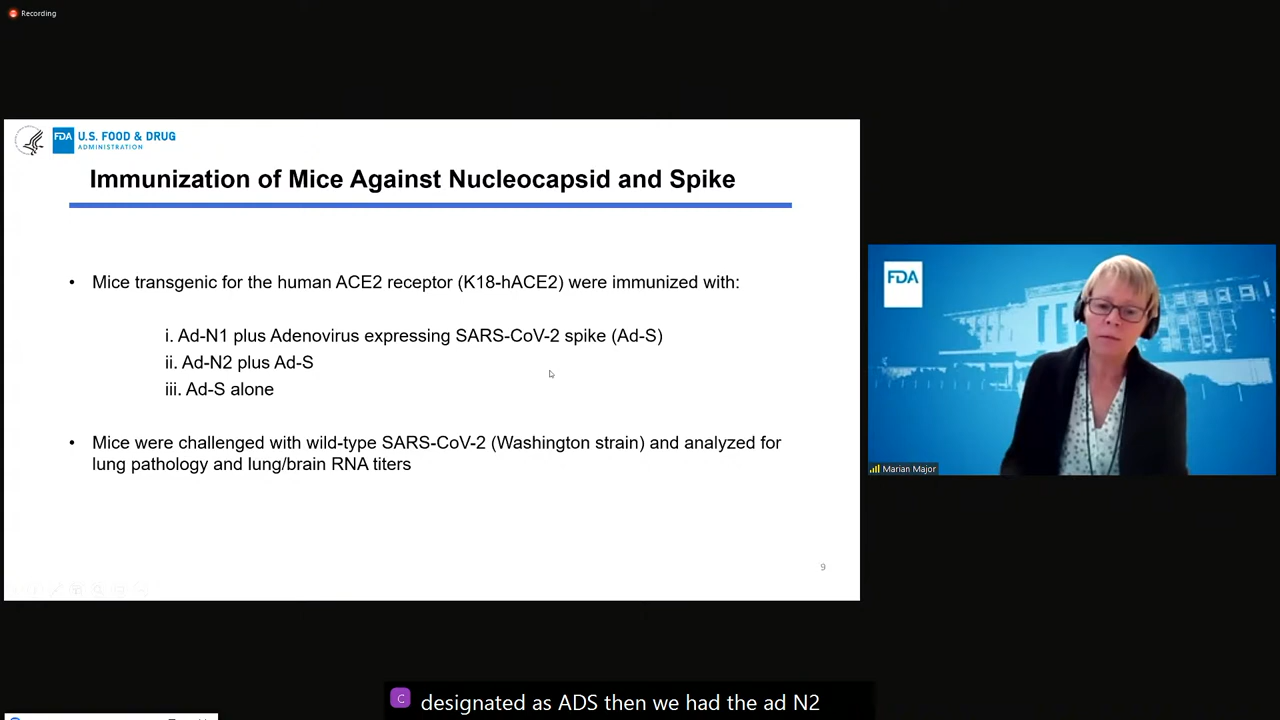 Recording
FDA U.S. FOOD & DRUG
ADMINISTRATION
Immunization of Mice Against Nucleocapsid and Spike
• Mice transgenic for the human ACE2 receptor (K18-hACE2) were immunized with:
i. Ad-N1 plus Adenovirus expressing SARS-CoV-2 spike (Ad-S)
ii. Ad-N2 plus Ad-S
iii. Ad-S alone
• Mice were challenged with wild-type SARS-CoV-2 (Washington strain) and analyzed for
lung pathology and lung/brain RNA titers
9
FDA
Marian Major
C designated as ADS then we had the ad N2